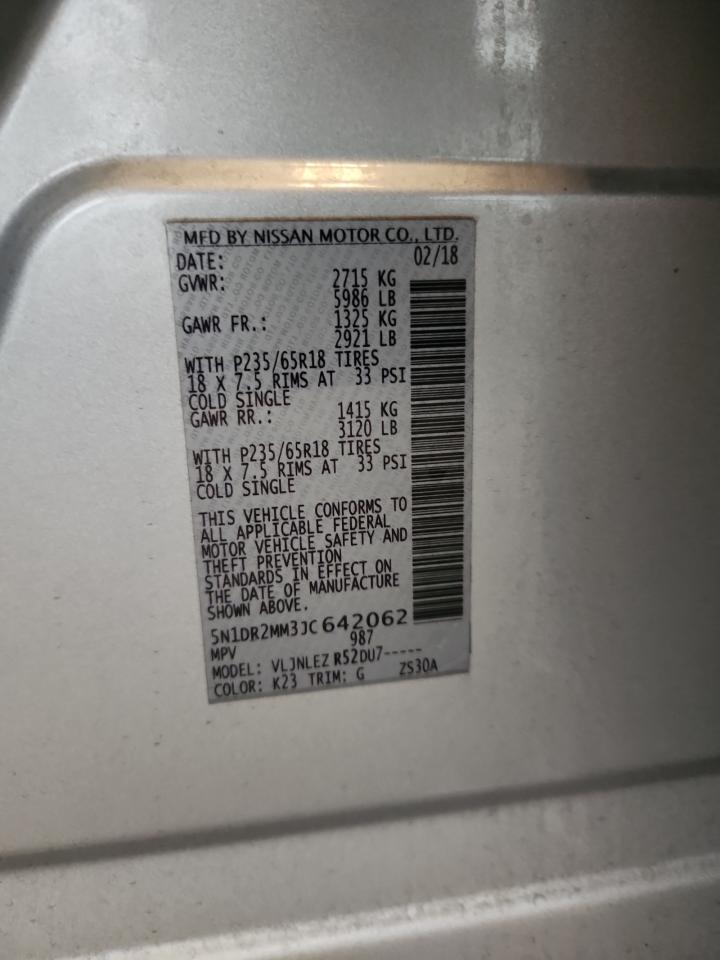 MFD BY NISSAN MOTOR CO., LTD.
DATE: 02/18
GVWR: 2715 KG
5986 LB
GAWR FR.: 1325 KG
2921 LB
WITH P235/65R18 TIRES
18 X 7.5 RIMS AT 33 PSI
COLD SINGLE
GAWR RR.: 1415 KG
3120 LB
WITH P235/65R18 TIRES
18 X 7.5 RIMS AT 33 PSI
COLD SINGLE
THIS VEHICLE CONFORMS TO
ALL APPLICABLE FEDERAL
MOTOR VEHICLE SAFETY AND
THEFT PREVENTION
STANDARDS IN EFFECT ON
THE DATE OF MANUFACTURE
SHOWN ABOVE.
5N1DR2MM3JC642062
MPV 987
MODEL: VLJNLEZ R52DU7-----
COLOR: K23 TRIM: G ZS30A